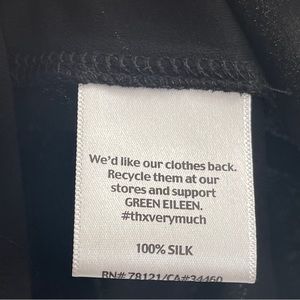 We'd like our clothes back.
Recycle them at our
stores and support
GREEN EILEEN.
#thxverymuch
100% SILK
RN# 78121/CA#34460